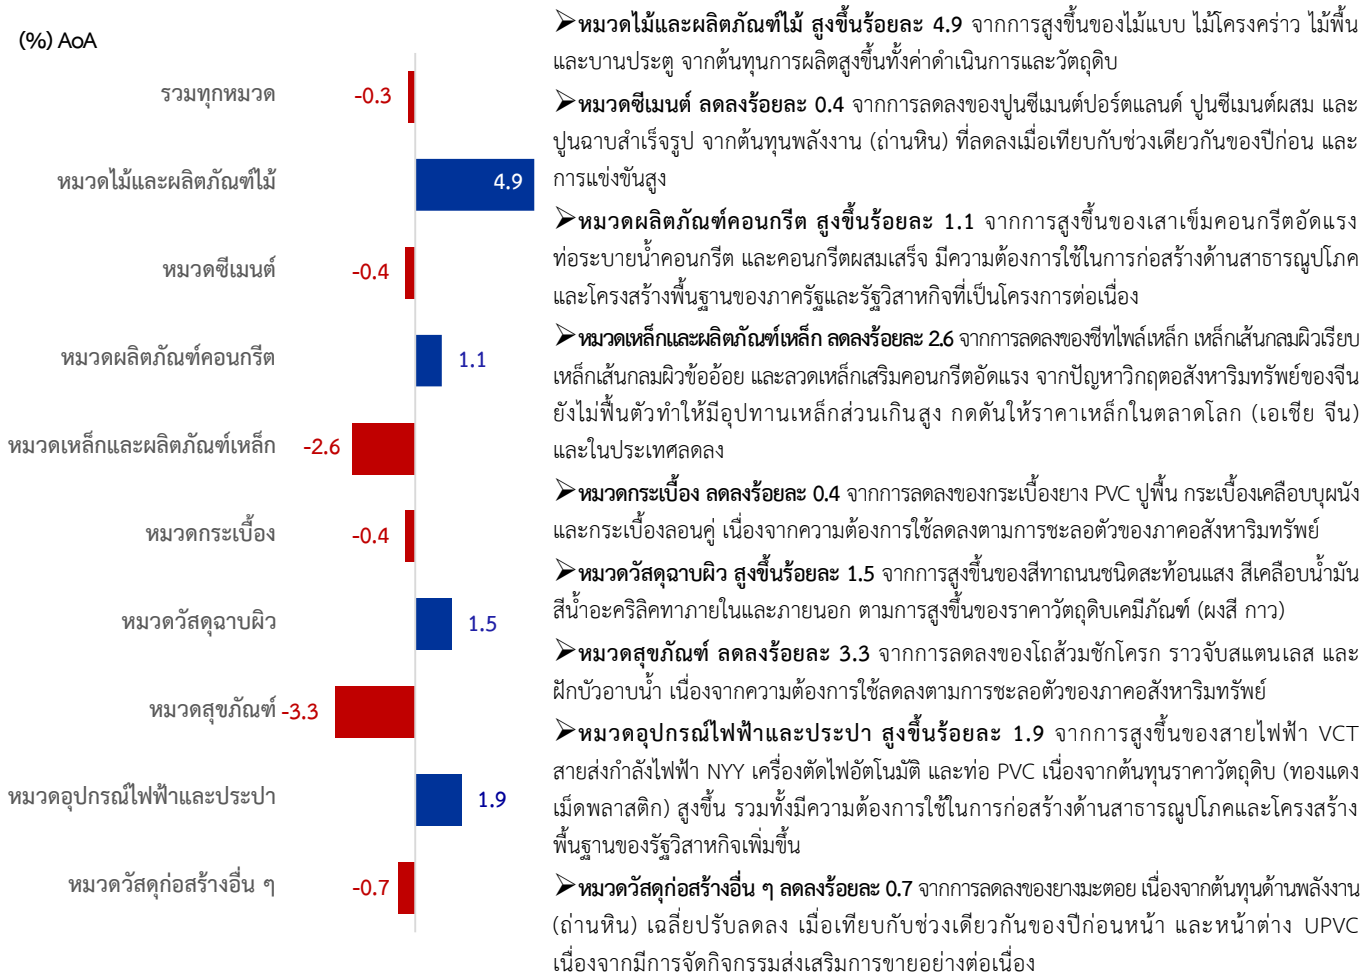 (%) AoA
รวมทุกหมวด -0.3
หมวดไม้และผลิตภัณฑ์ไม้ 4.9
หมวดซีเมนต์ -0.4
หมวดผลิตภัณฑ์คอนกรีต 1.1
หมวดเหล็กและผลิตภัณฑ์เหล็ก -2.6
หมวดกระเบื้อง -0.4
หมวดวัสดุฉาบผิว 1.5
หมวดสุขภัณฑ์ -3.3
หมวดอุปกรณ์ไฟฟ้าและประปา 1.9
หมวดวัสดุก่อสร้างอื่น ๆ -0.7
➢หมวดไม้และผลิตภัณฑ์ไม้ สูงขึ้นร้อยละ 4.9 จากการสูงขึ้นของไม้แบบ ไม้โครงคร่าว ไม้พื้น
และบานประตู จากต้นทุนการผลิตสูงขึ้นทั้งค่าดำเนินการและวัตถุดิบ
➢หมวดซีเมนต์ ลดลงร้อยละ 0.4 จากการลดลงของปูนซีเมนต์ปอร์ตแลนด์ ปูนซีเมนต์ผสม และ
ปูนฉาบสำเร็จรูป จากต้นทุนพลังงาน (ถ่านหิน) ที่ลดลงเมื่อเทียบกับช่วงเดียวกันของปีก่อน และ
การแข่งขันสูง
➢หมวดผลิตภัณฑ์คอนกรีต สูงขึ้นร้อยละ 1.1 จากการสูงขึ้นของเสาเข็มคอนกรีตอัดแรง
ท่อระบายน้ำคอนกรีต และคอนกรีตผสมเสร็จ มีความต้องการใช้ในการก่อสร้างด้านสาธารณูปโภค
และโครงสร้างพื้นฐานของภาครัฐและรัฐวิสาหกิจที่เป็นโครงการต่อเนื่อง
➢หมวดเหล็กและผลิตภัณฑ์เหล็ก ลดลงร้อยละ 2.6 จากการลดลงของชีทไพล์เหล็ก เหล็กเส้นกลมผิวเรียบ
เหล็กเส้นกลมผิวข้ออ้อย และลวดเหล็กเสริมคอนกรีตอัดแรง จากปัญหาวิกฤตอสังหาริมทรัพย์ของจีน
ยังไม่ฟื้นตัวทำให้มีอุปทานเหล็กส่วนเกินสูง กดดันให้ราคาเหล็กในตลาดโลก (เอเชีย จีน)
และในประเทศลดลง
➢หมวดกระเบื้อง ลดลงร้อยละ 0.4 จากการลดลงของกระเบื้องยาง PVC ปูพื้น กระเบื้องเคลือบบุผนัง
และกระเบื้องลอนคู่ เนื่องจากความต้องการใช้ลดลงตามการชะลอตัวของภาคอสังหาริมทรัพย์
➢หมวดวัสดุฉาบผิว สูงขึ้นร้อยละ 1.5 จากการสูงขึ้นของสีทาถนนชนิดสะท้อนแสง สีเคลือบน้ำมัน
สีน้ำอะคริลิคทาภายในและภายนอก ตามการสูงขึ้นของราคาวัตถุดิบเคมีภัณฑ์ (ผงสี กาว)
➢หมวดสุขภัณฑ์ ลดลงร้อยละ 3.3 จากการลดลงของโถส้วมชักโครก ราวจับสแตนเลส และ
ฝักบัวอาบน้ำ เนื่องจากความต้องการใช้ลดลงตามการชะลอตัวของภาคอสังหาริมทรัพย์
➢หมวดอุปกรณ์ไฟฟ้าและประปา สูงขึ้นร้อยละ 1.9 จากการสูงขึ้นของสายไฟฟ้า VCT
สายส่งกำลังไฟฟ้า NYY เครื่องตัดไฟอัตโนมัติ และท่อ PVC เนื่องจากต้นทุนราคาวัตถุดิบ (ทองแดง
เม็ดพลาสติก) สูงขึ้น รวมทั้งมีความต้องการใช้ในการก่อสร้างด้านสาธารณูปโภคและโครงสร้าง
พื้นฐานของรัฐวิสาหกิจเพิ่มขึ้น
➢หมวดวัสดุก่อสร้างอื่น ๆ ลดลงร้อยละ 0.7 จากการลดลงของยางมะตอย เนื่องจากต้นทุนด้านพลังงาน
(ถ่านหิน) เฉลี่ยปรับลดลง เมื่อเทียบกับช่วงเดียวกันของปีก่อนหน้า และหน้าต่าง UPVC
เนื่องจากมีการจัดกิจกรรมส่งเสริมการขายอย่างต่อเนื่อง